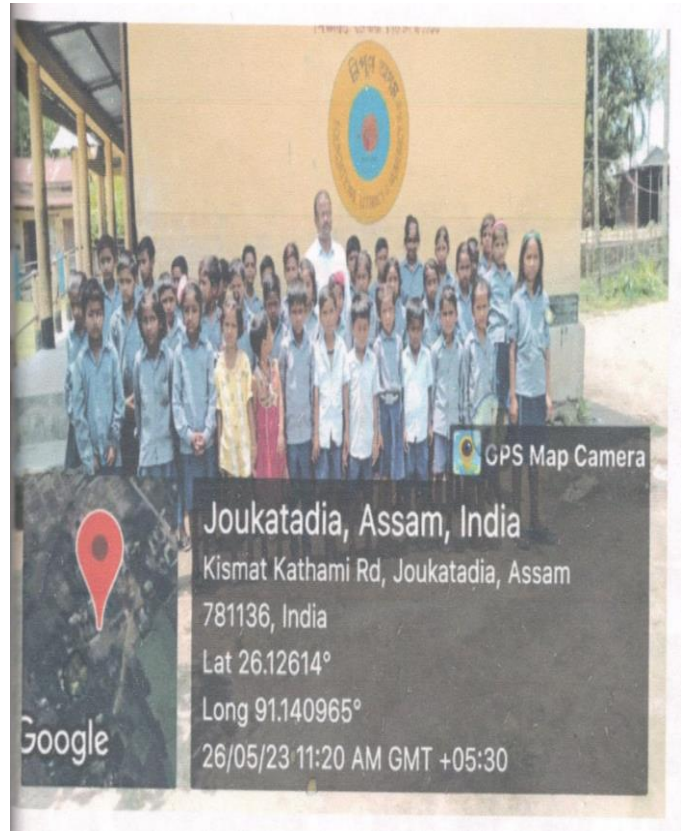 GPS Map Camera
Joukatadia, Assam, India
Kismat Kathami Rd, Joukatadia, Assam
781136, India
Lat 26.12614°
Long 91.140965°
26/05/23 11:20 AM GMT +05:30
Google